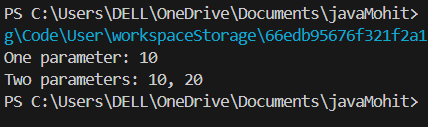 PS C:\Users\DELL\OneDrive\Documents\javaMohit>
g\Code\User\workspaceStorage\66edb95676f321f2a1
One parameter: 10
Two parameters: 10, 20
PS C:\Users\DELL\OneDrive\Documents\javaMohit>